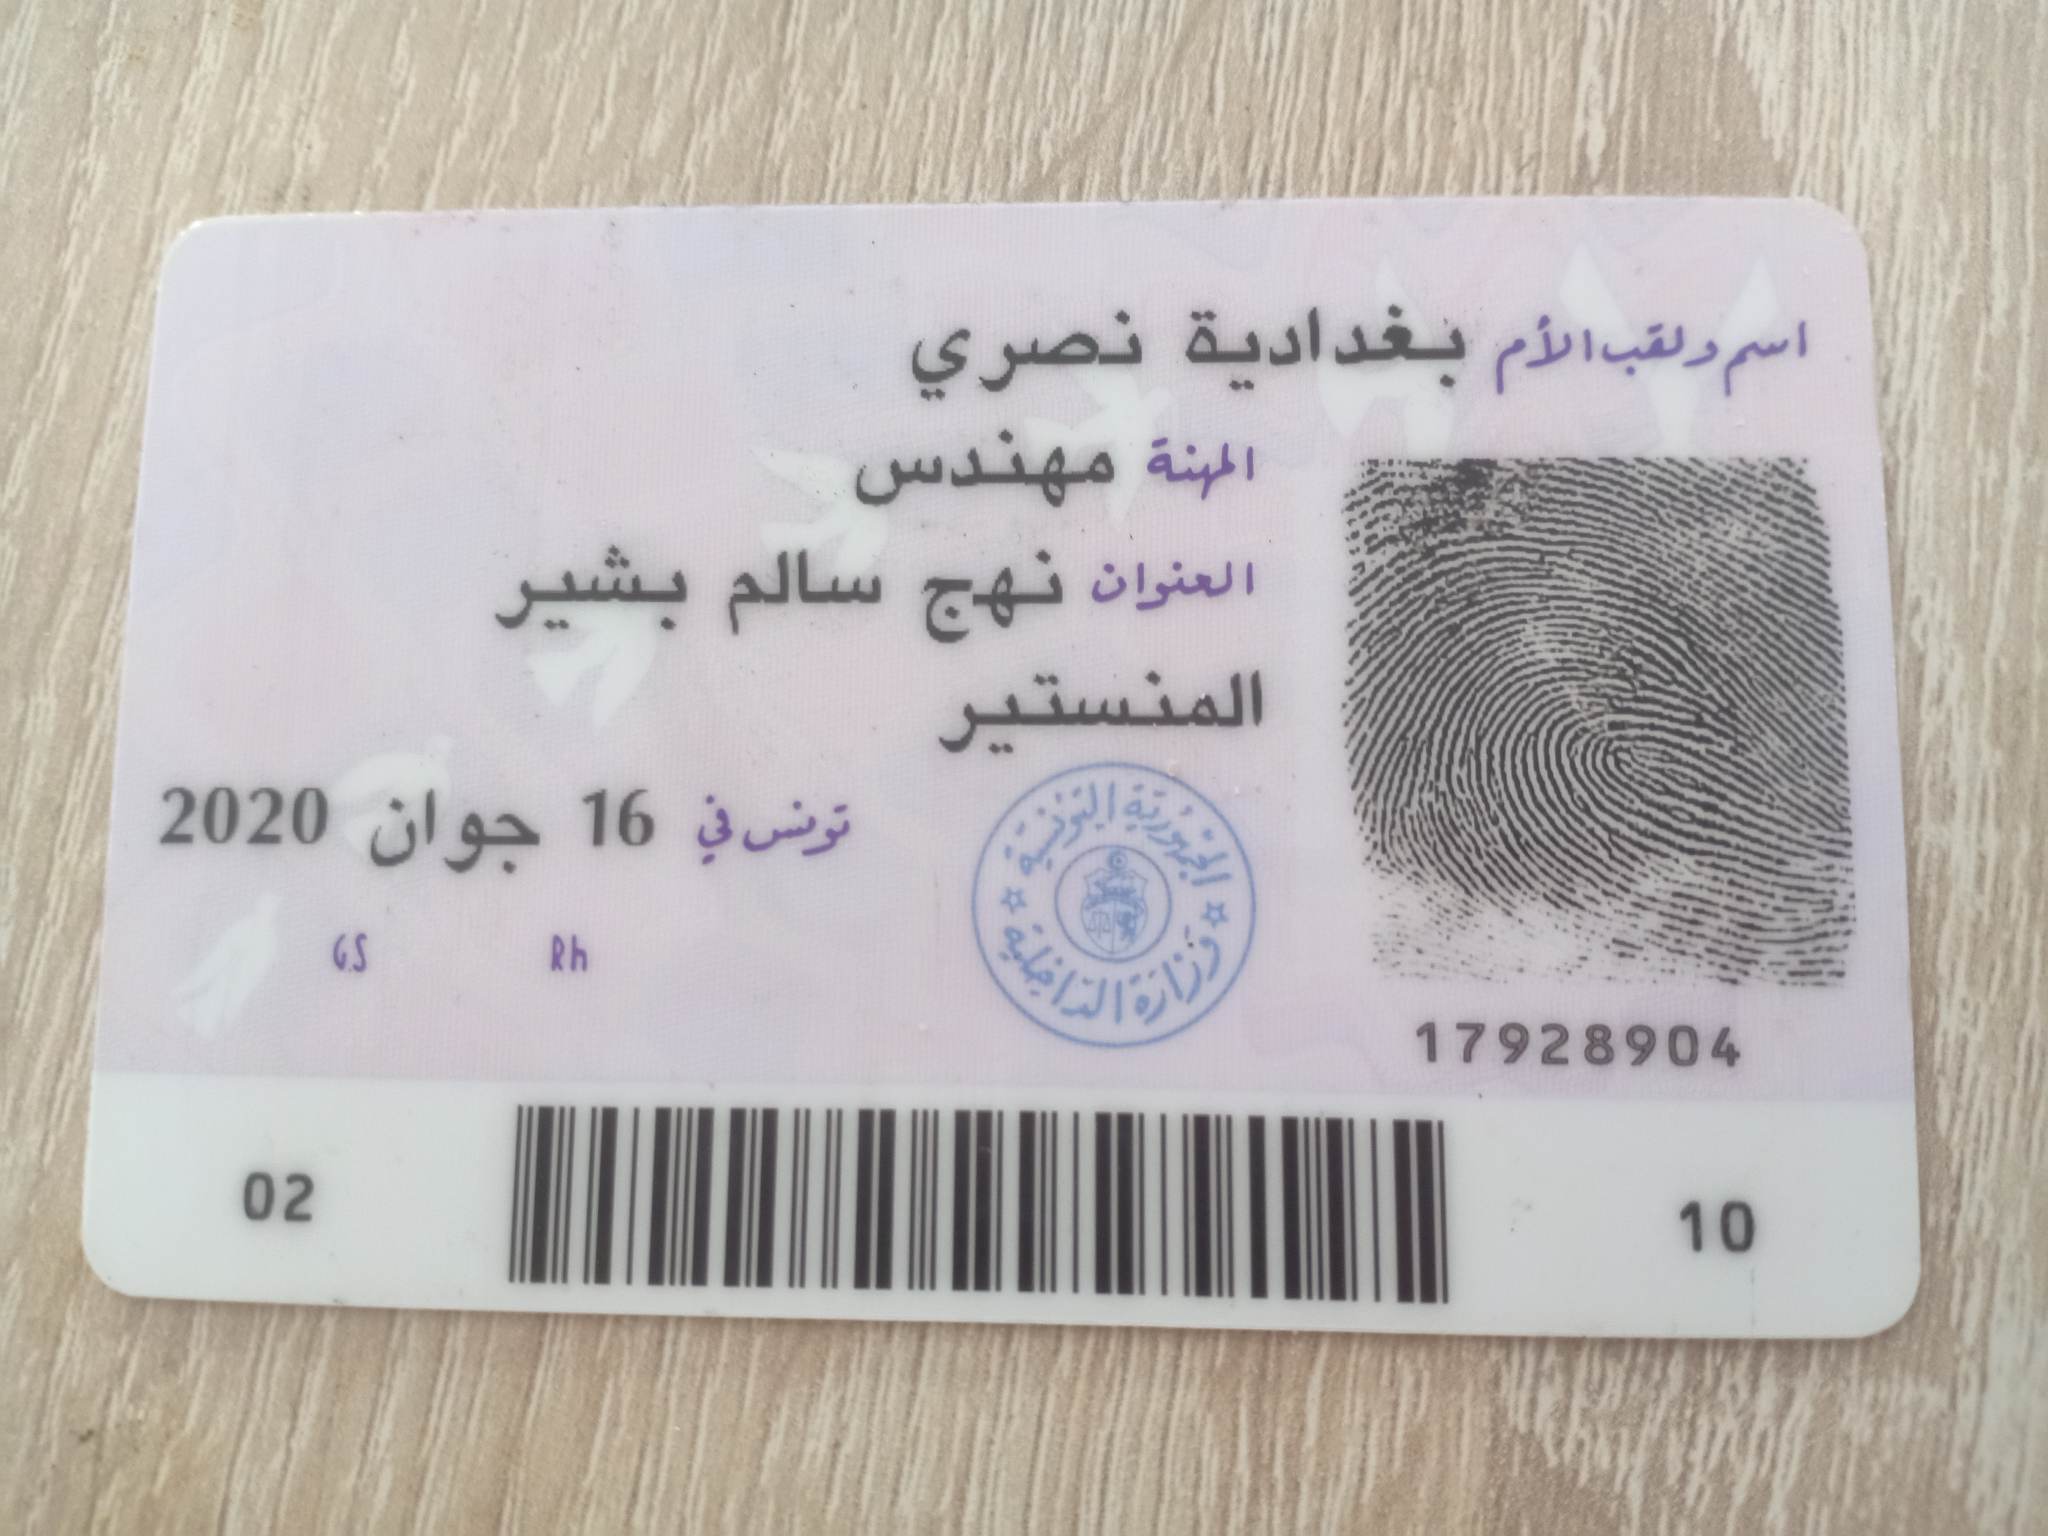 اسم ولقب الأم بغدادية نصري
المهنة مهندس
العنوان نهج سالم بشير
المنستير
تونس في 16 جوان 2020
الجمهورية التونسية
وزارة الداخلية
GS Rh
17928904
02 10